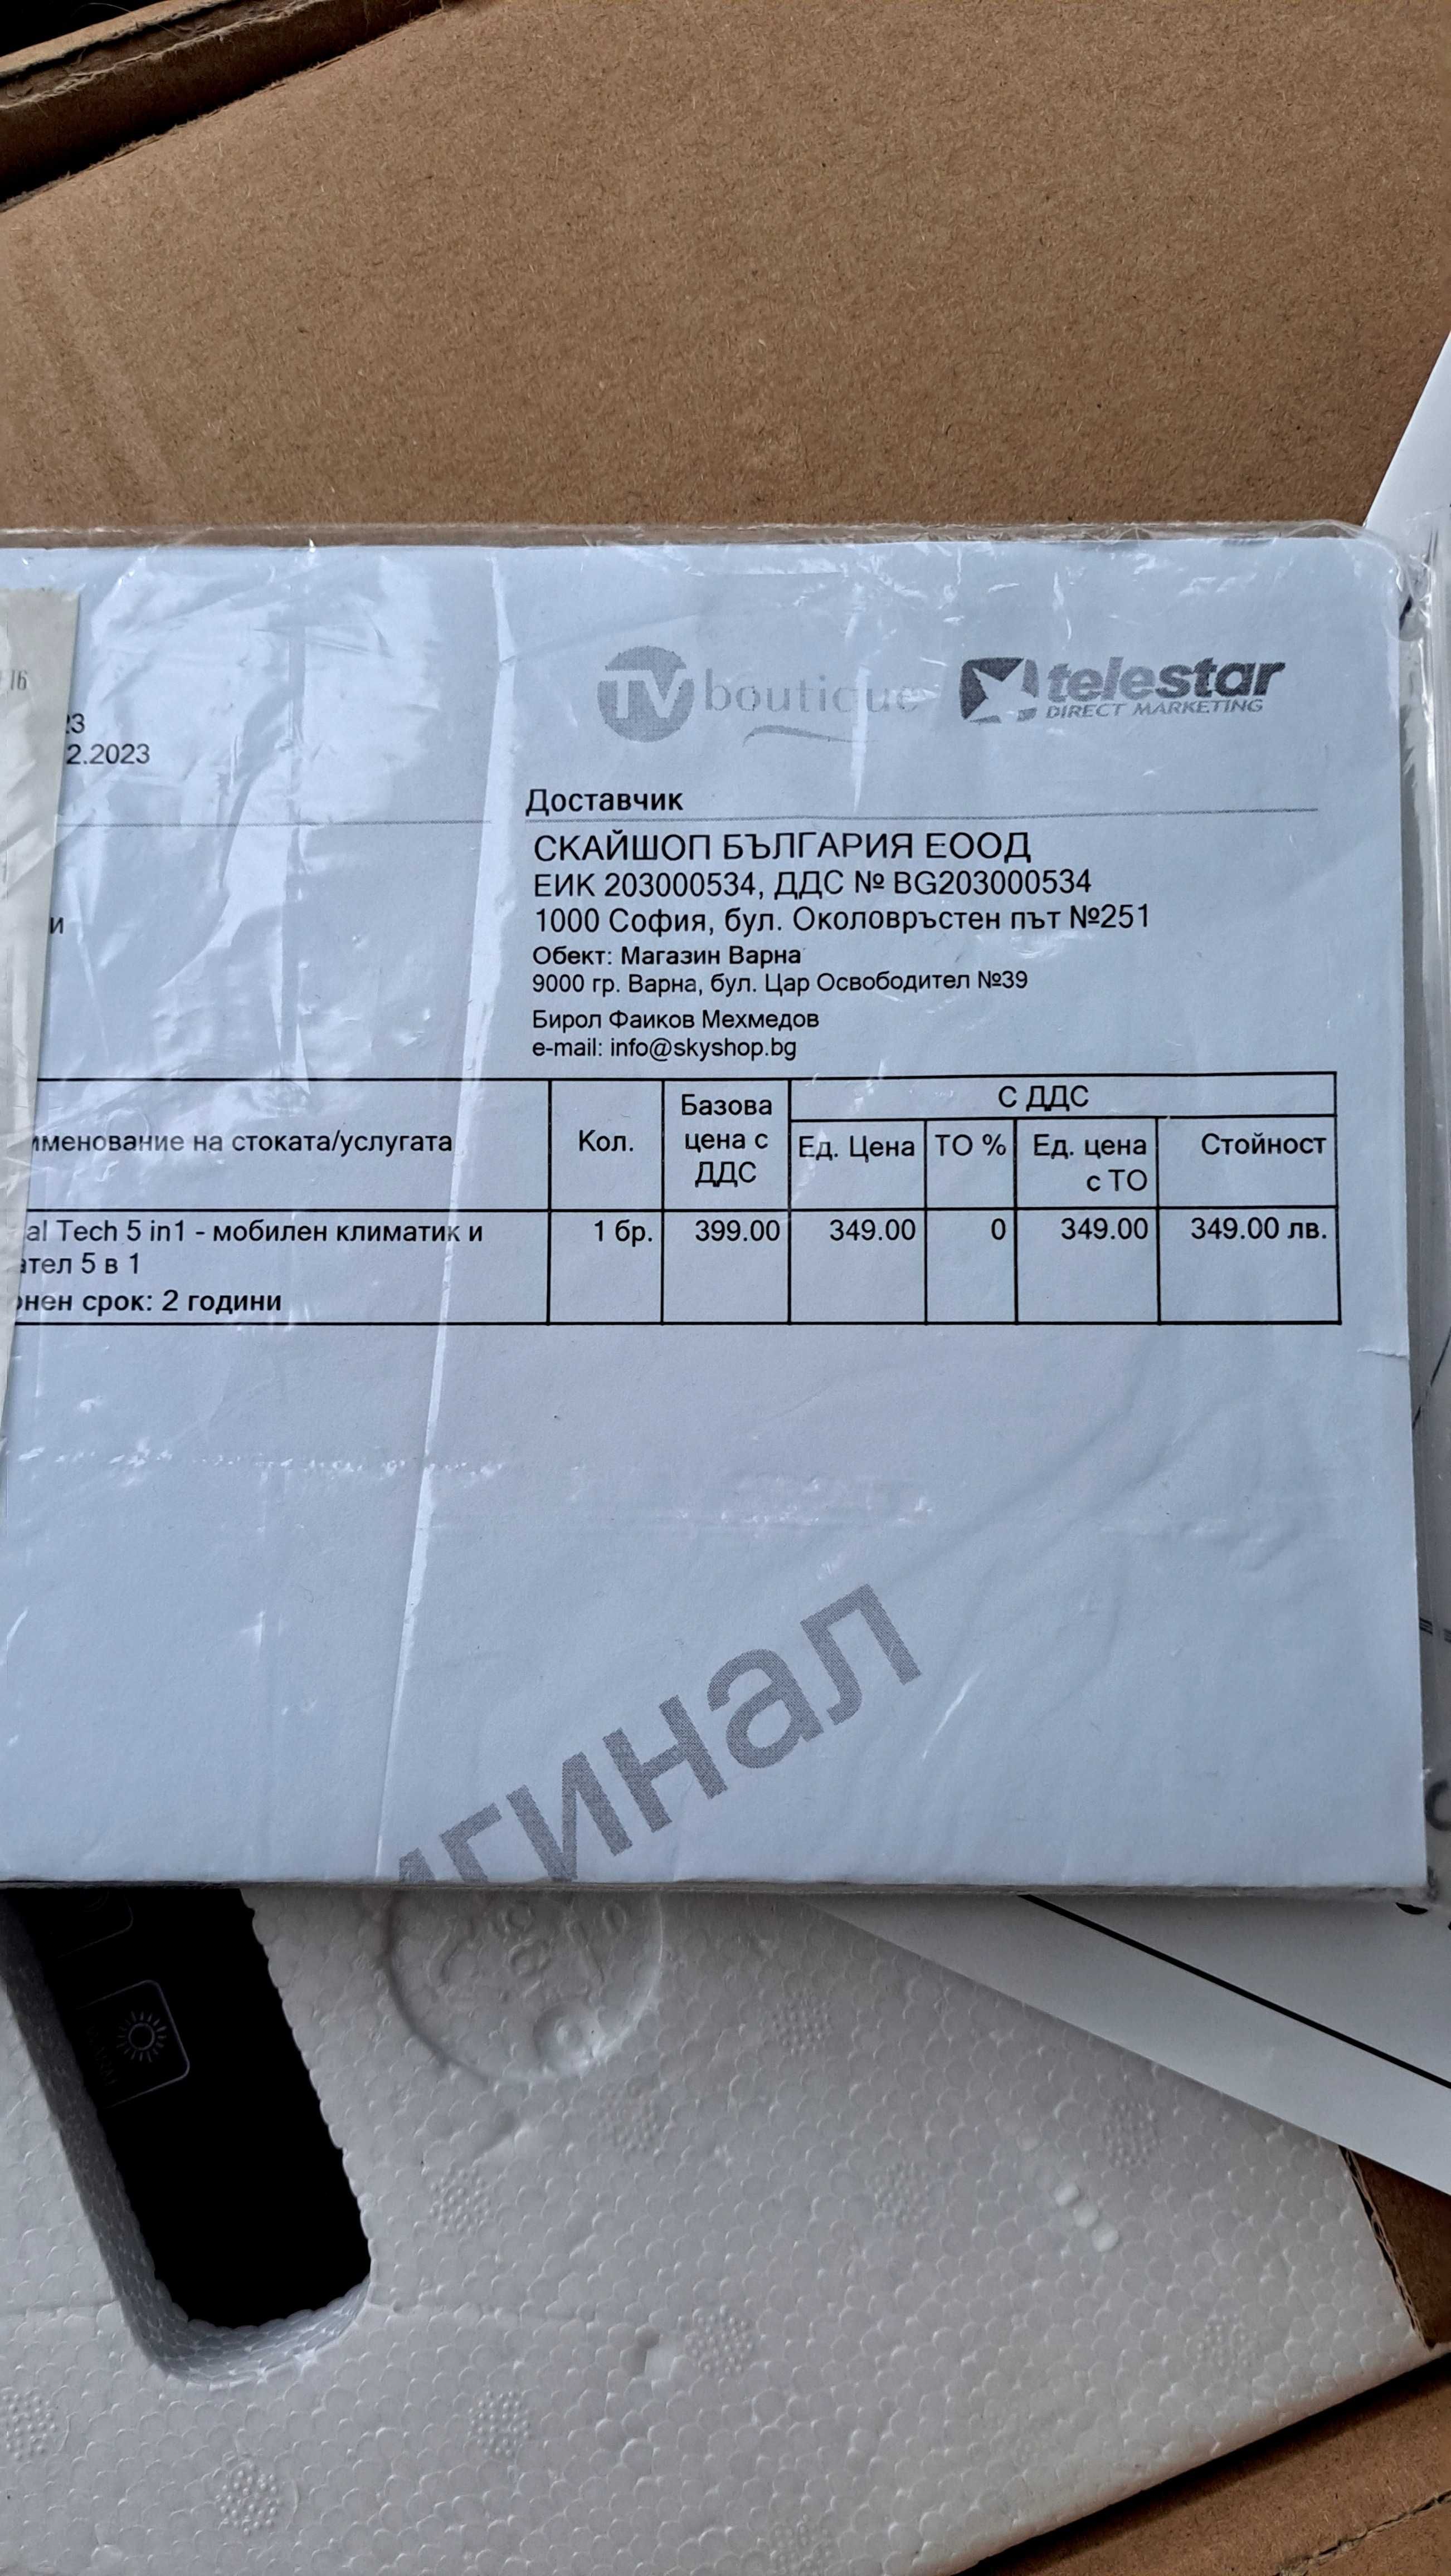 16
23
2.2023
TV boutique
telestar
DIRECT MARKETING
Доставчик
СКАЙШОП БЪЛГАРИЯ ЕООД
ЕИК 203000534, ДДС № BG203000534
1000 София, бул. Околовръстен път №251
и
Обект: Магазин Варна
9000 гр. Варна, бул. Цар Освободител №39
Бирол Фаиков Мехмедов
e-mail: info@skyshop.bg
именование на стоката/услугата
Кол.
Базова
цена с
ДДС
С ДДС
Ед. Цена
ТО %
Ед. цена
с ТО
Стойност
al Tech 5 in1 - мобилен климатик и
ател 5 в 1
онен срок: 2 години
1 бр.
399.00
349.00
0
349.00
349.00 лв.
игинал